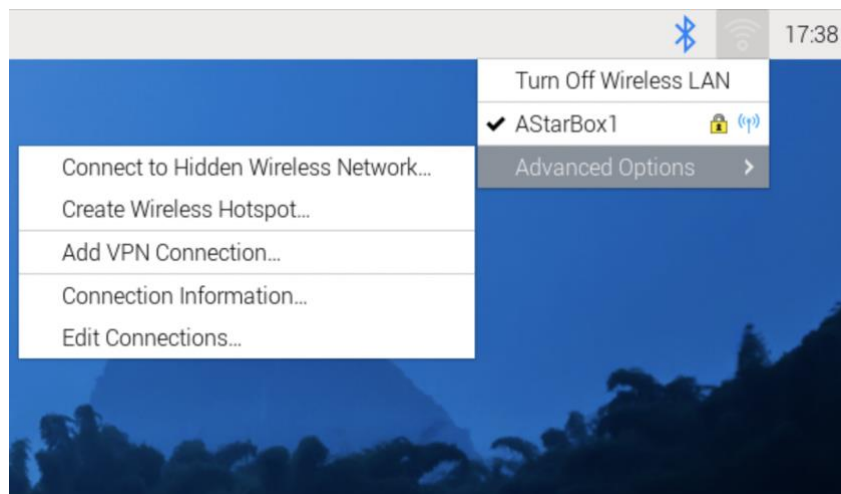 17:38
Turn Off Wireless LAN
AStarBox1
Advanced Options
Connect to Hidden Wireless Network...
Create Wireless Hotspot...
Add VPN Connection...
Connection Information...
Edit Connections...